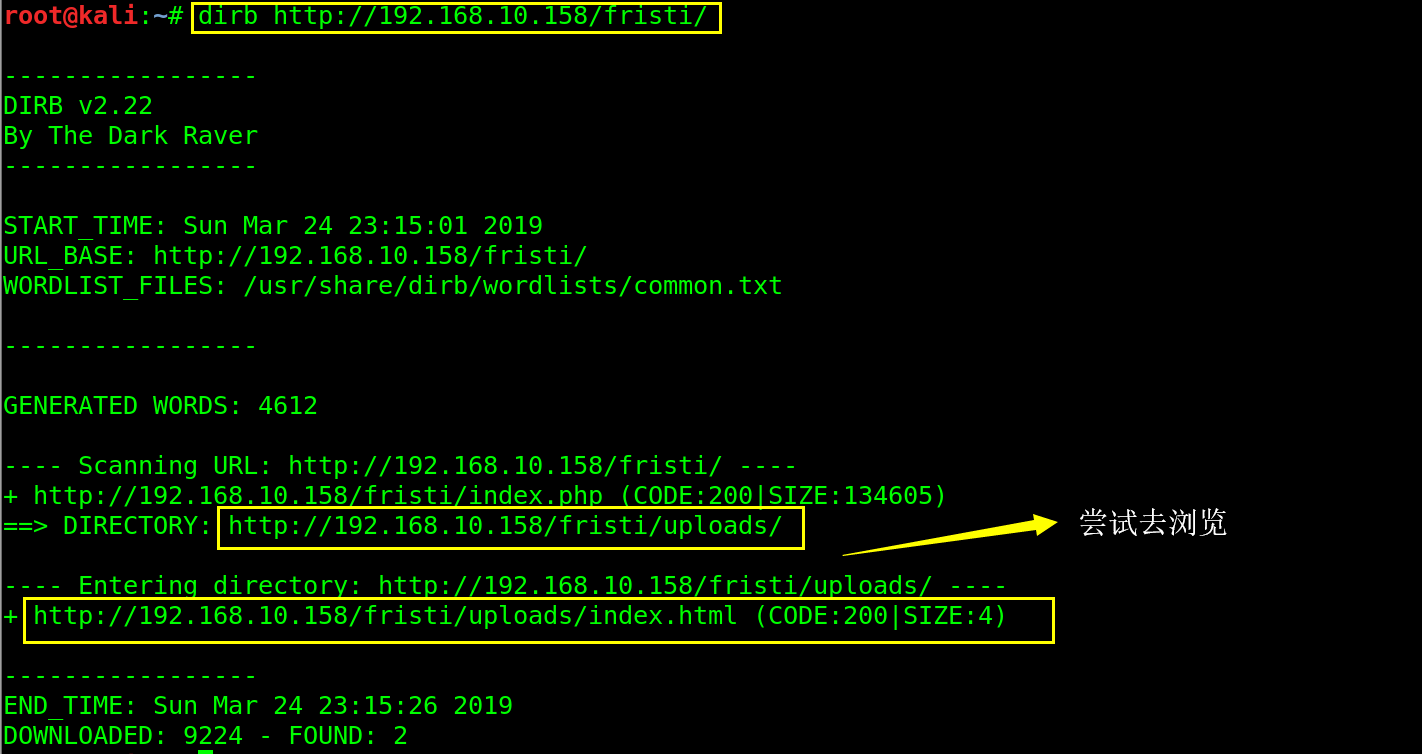 root@kali:~# dirb http://192.168.10.158/fristi/
-----------------
DIRB v2.22
By The Dark Raver
-----------------
START_TIME: Sun Mar 24 23:15:01 2019
URL_BASE: http://192.168.10.158/fristi/
WORDLIST_FILES: /usr/share/dirb/wordlists/common.txt
-----------------
GENERATED WORDS: 4612
---- Scanning URL: http://192.168.10.158/fristi/ ----
+ http://192.168.10.158/fristi/index.php (CODE:200|SIZE:134605)
==> DIRECTORY: http://192.168.10.158/fristi/uploads/
尝试去浏览
---- Entering directory: http://192.168.10.158/fristi/uploads/ ----
+ http://192.168.10.158/fristi/uploads/index.html (CODE:200|SIZE:4)
-----------------
END_TIME: Sun Mar 24 23:15:26 2019
DOWNLOADED: 9224 - FOUND: 2